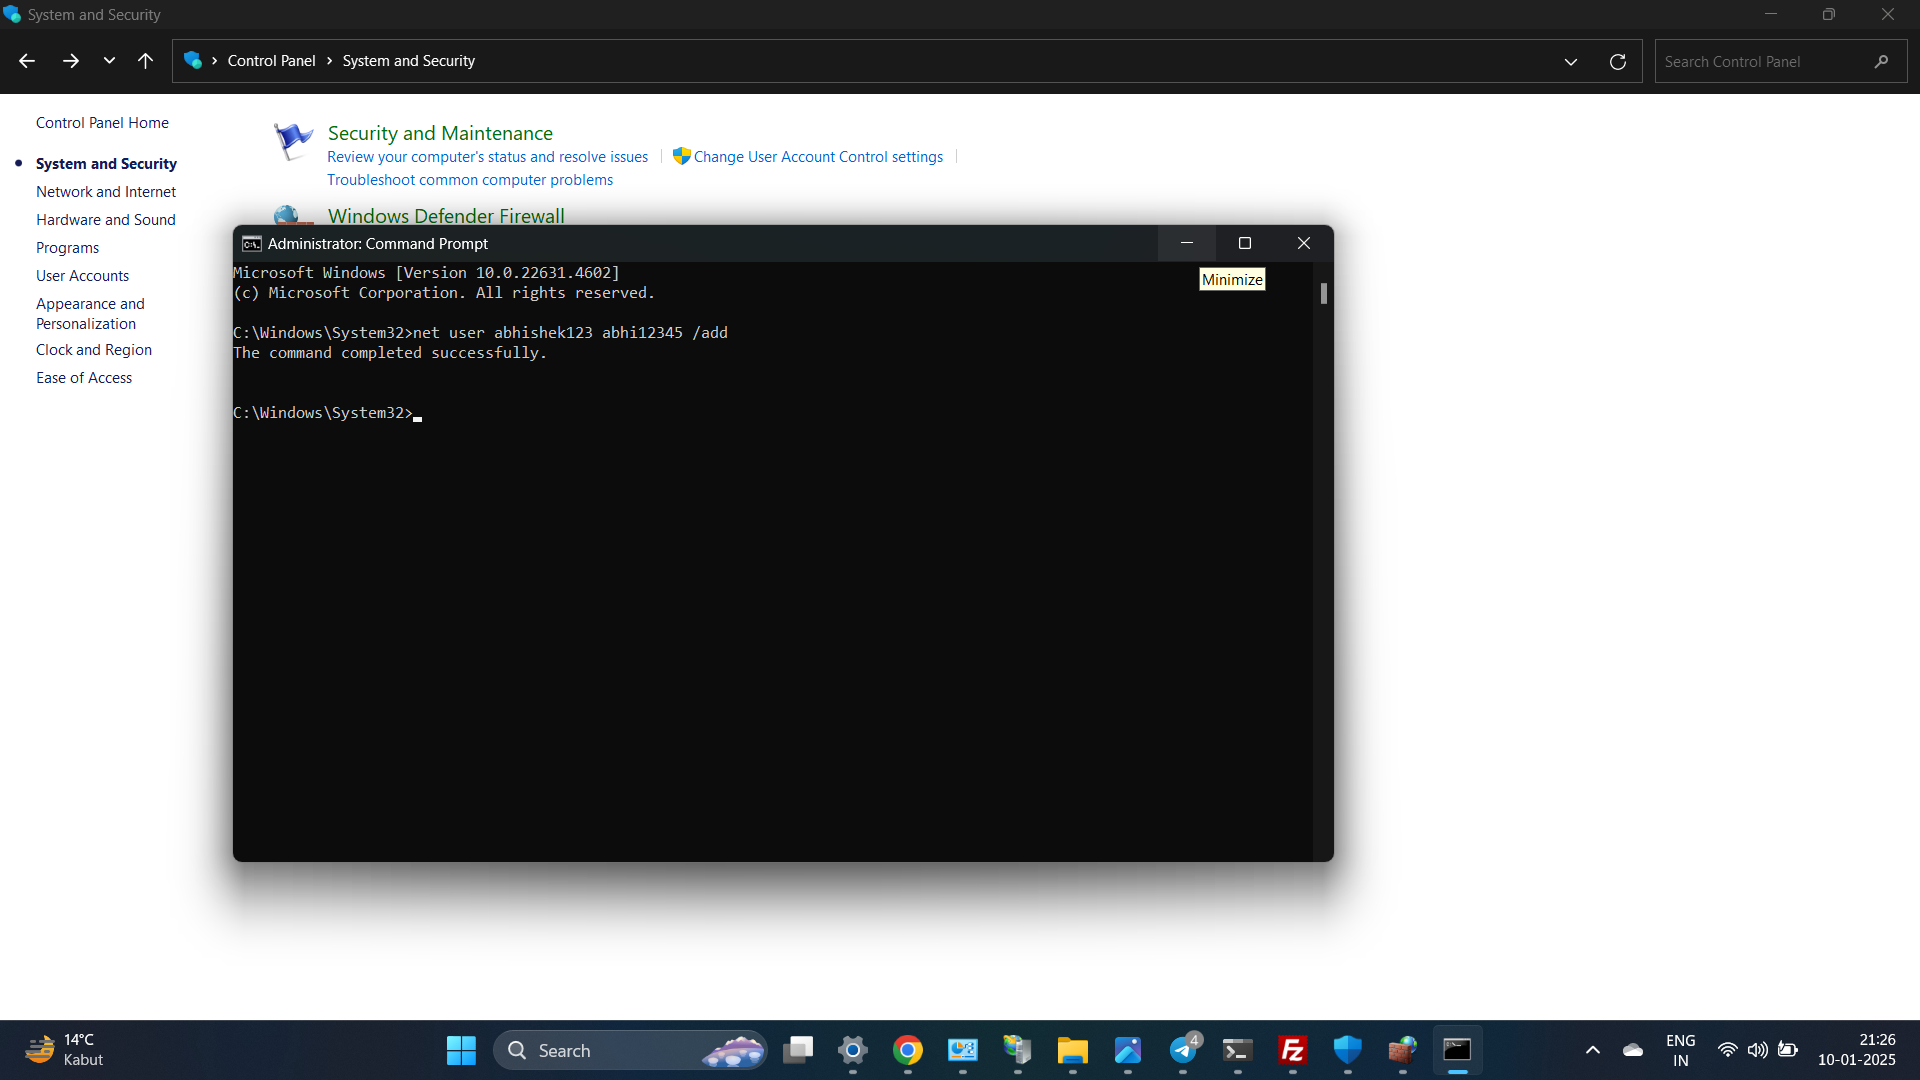 System and Security
Control Panel > System and Security
Search Control Panel
Control Panel Home
System and Security
Network and Internet
Hardware and Sound
Programs
User Accounts
Appearance and
Personalization
Clock and Region
Ease of Access
Security and Maintenance
Review your computer's status and resolve issues
Change User Account Control settings
Troubleshoot common computer problems
Windows Defender Firewall
Administrator: Command Prompt
Minimize
Microsoft Windows [Version 10.0.22631.4602]
(c) Microsoft Corporation. All rights reserved.
C:\Windows\System32>net user abhishek123 abhi12345 /add
The command completed successfully.
C:\Windows\System32>
14°C
Kabut
Search
4
ENG
IN
21:26
10-01-2025